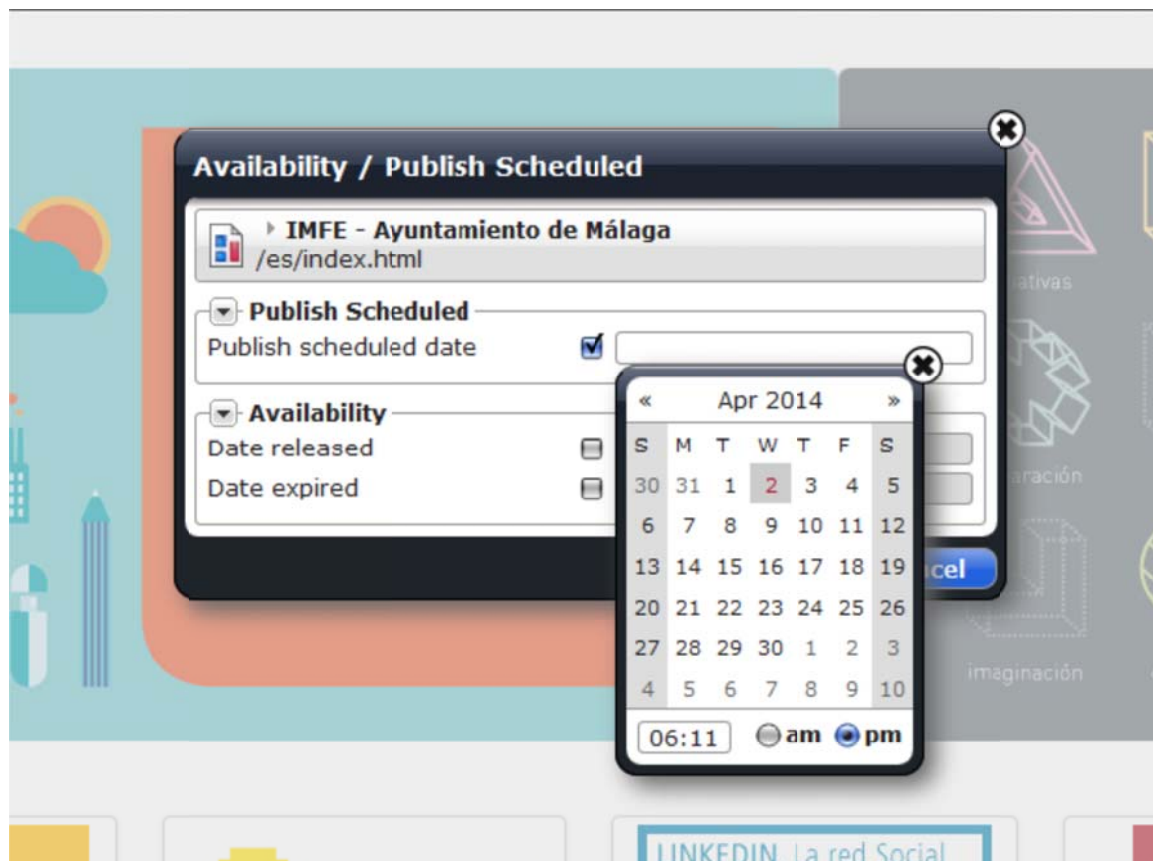 Availability / Publish Scheduled
IMFE - Ayuntamiento de Málaga
/es/index.html
Publish Scheduled
Publish scheduled date
Availability
Date released
Date expired
« Apr 2014 »
S M T W T F S
30 31 1 2 3 4 5
6 7 8 9 10 11 12
13 14 15 16 17 18 19
20 21 22 23 24 25 26
27 28 29 30 1 2 3
4 5 6 7 8 9 10
06:11 am pm
imaginación
LINKEDIN. La red Social